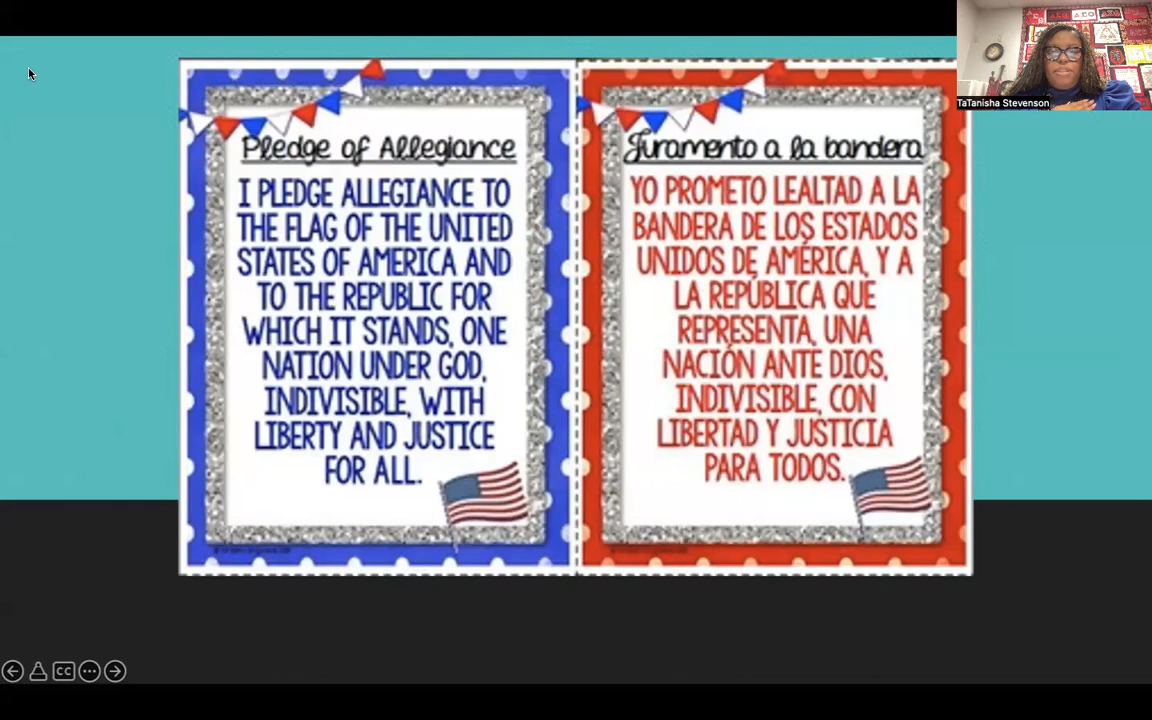 TaTanisha Stevenson
Pledge of Allegiance
I PLEDGE ALLEGIANCE TO
THE FLAG OF THE UNITED
STATES OF AMERICA AND
TO THE REPUBLIC FOR
WHICH IT STANDS, ONE
NATION UNDER GOD,
INDIVISIBLE, WITH
LIBERTY AND JUSTICE
FOR ALL.
Juramento a la bandera
YO PROMETO LEALTAD A LA
BANDERA DE LOS ESTADOS
UNIDOS DE AMÉRICA, Y A
LA REPÚBLICA QUE
REPRESENTA, UNA
NACIÓN ANTE DIOS,
INDIVISIBLE, CON
LIBERTAD Y JUSTICIA
PARA TODOS.
CC